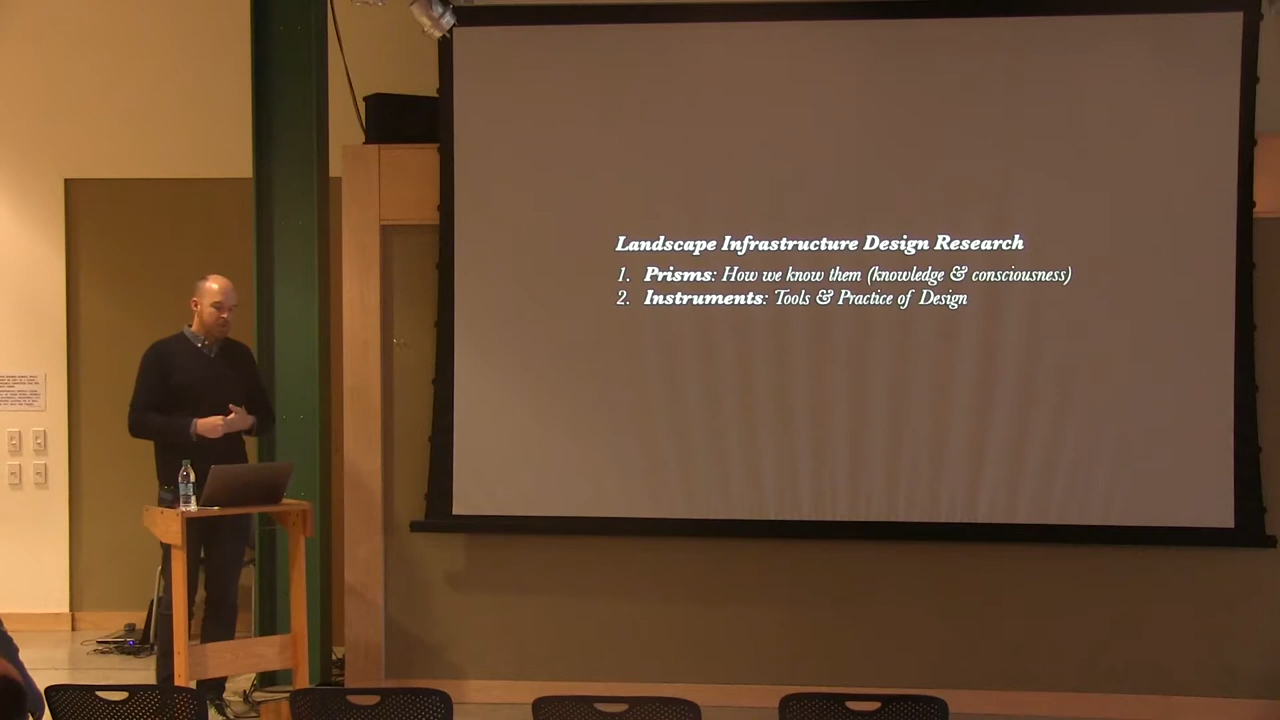 Landscape Infrastructure Design Research
1. Prisms: How we know them (knowledge & consciousness)
2. Instruments: Tools & Practice of Design